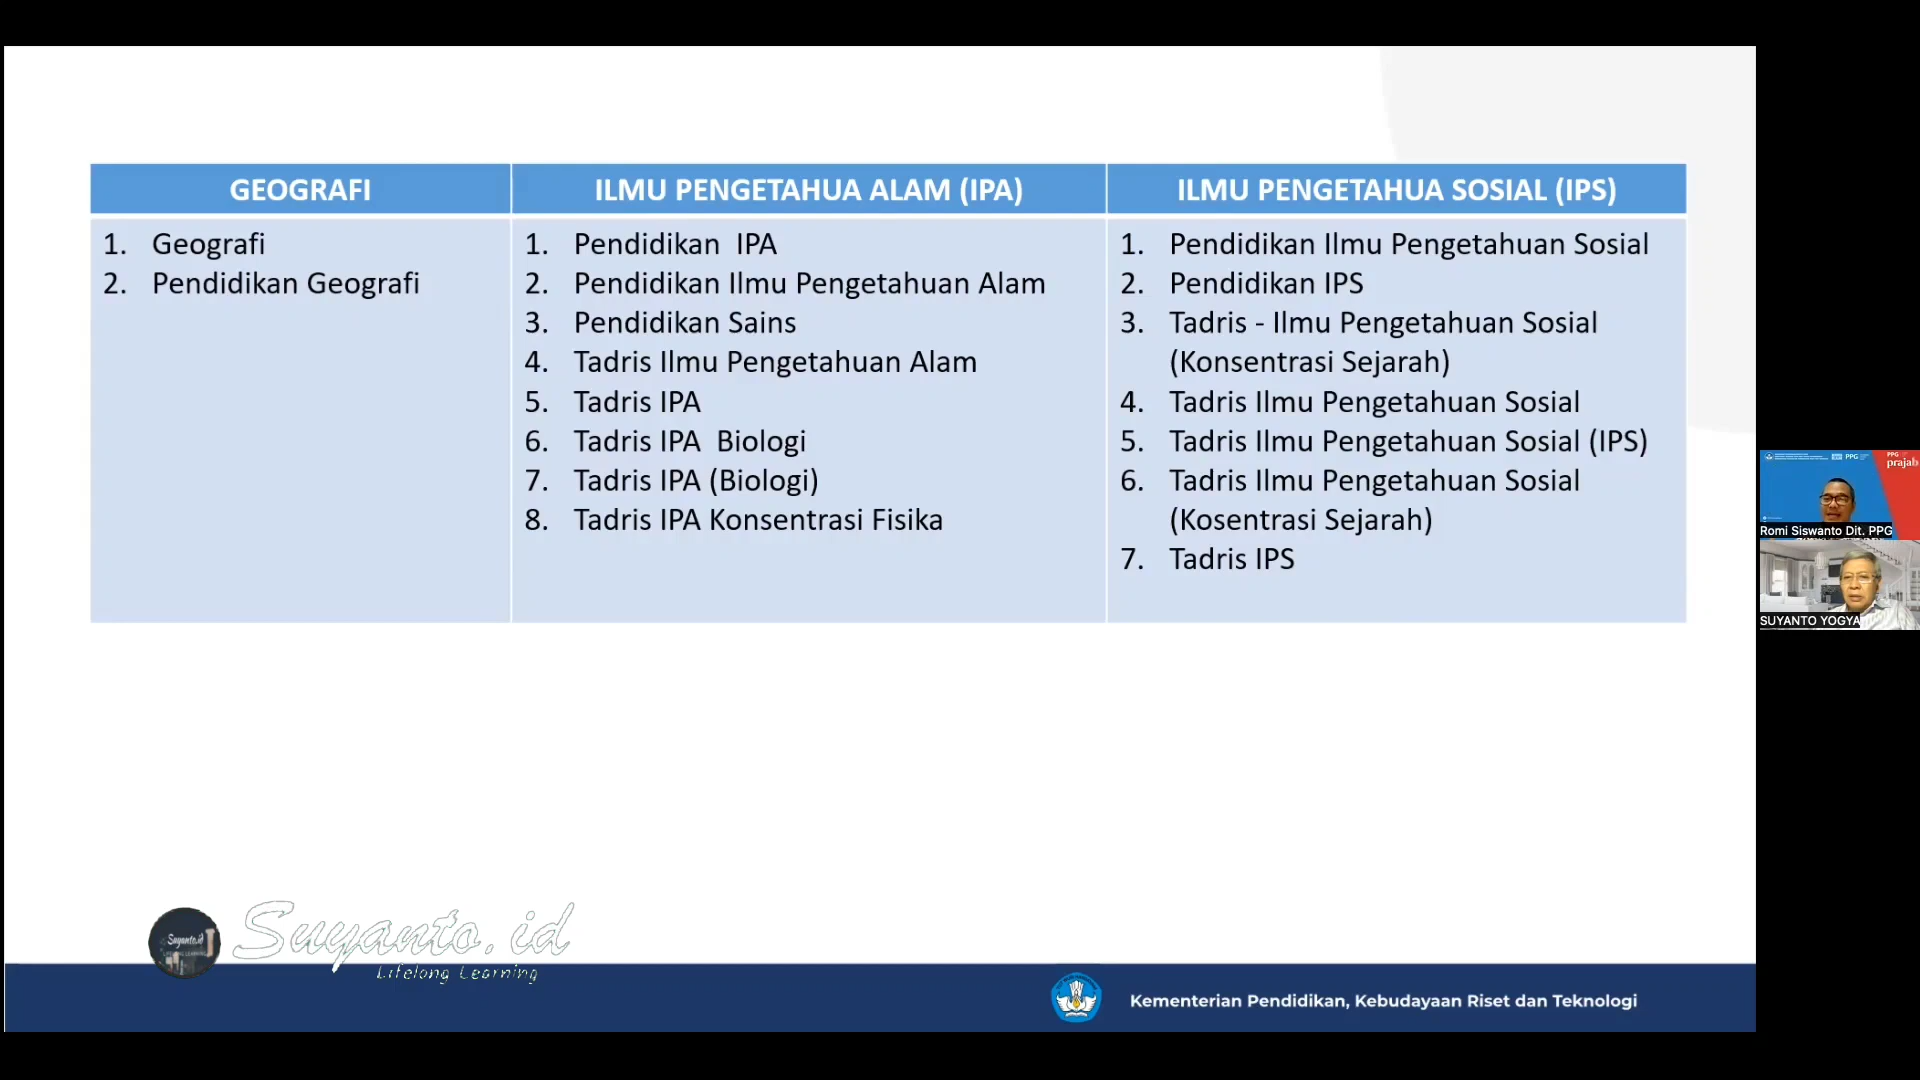 GEOGRAFI
1. Geografi
2. Pendidikan Geografi
ILMU PENGETAHUA ALAM (IPA)
1. Pendidikan IPA
2. Pendidikan Ilmu Pengetahuan Alam
3. Pendidikan Sains
4. Tadris Ilmu Pengetahuan Alam
5. Tadris IPA
6. Tadris IPA Biologi
7. Tadris IPA (Biologi)
8. Tadris IPA Konsentrasi Fisika
ILMU PENGETAHUA SOSIAL (IPS)
1. Pendidikan Ilmu Pengetahuan Sosial
2. Pendidikan IPS
3. Tadris - Ilmu Pengetahuan Sosial
(Konsentrasi Sejarah)
4. Tadris Ilmu Pengetahuan Sosial
5. Tadris Ilmu Pengetahuan Sosial (IPS)
6. Tadris Ilmu Pengetahuan Sosial
(Kosentrasi Sejarah)
7. Tadris IPS
PPG
PPG
prajab
Romi Siswanto Dit. PPG
SUYANTO YOGYA
Suyanto.id
Suyanto.id
Lifelong Learning
Kementerian Pendidikan, Kebudayaan Riset dan Teknologi